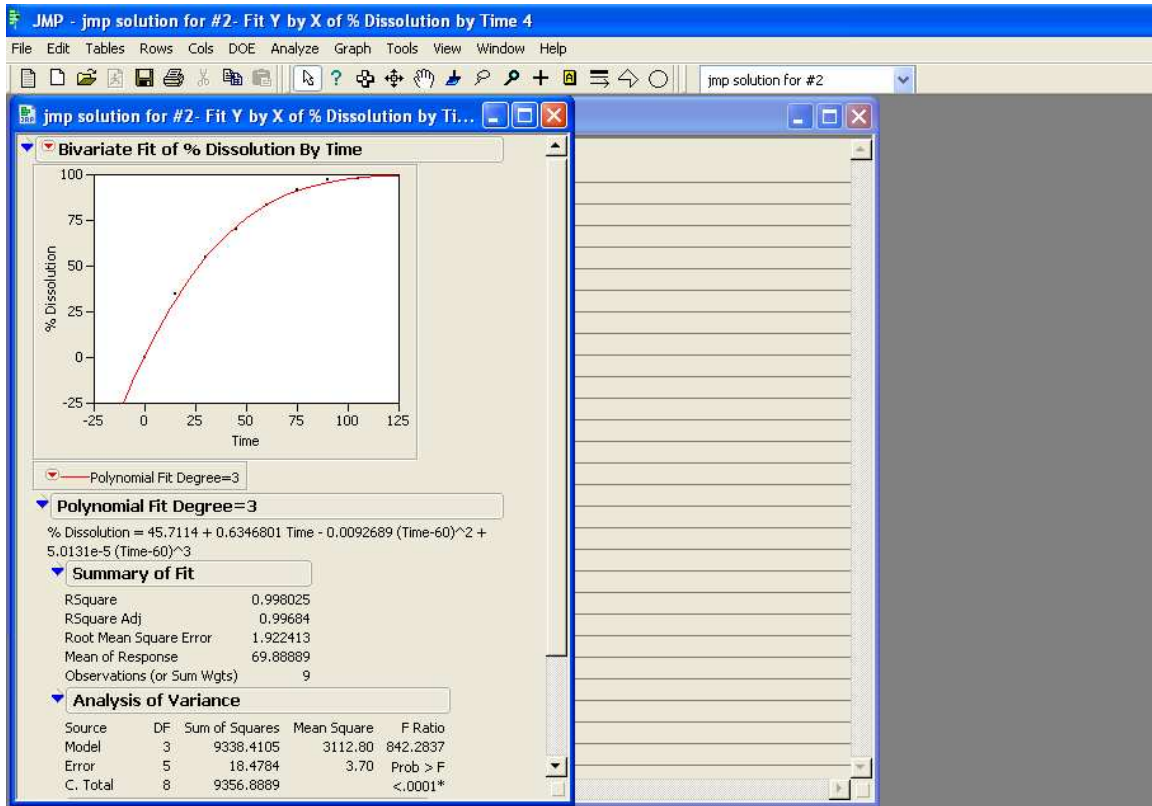 JMP - jmp solution for #2- Fit Y by X of % Dissolution by Time 4
File Edit Tables Rows Cols DOE Analyze Graph Tools View Window Help
jmp solution for #2
jmp solution for #2- Fit Y by X of % Dissolution by Ti...
Bivariate Fit of % Dissolution By Time
100
75
50
25
0
-25
% Dissolution
-25 0 25 50 75 100 125
Time
Polynomial Fit Degree=3
Polynomial Fit Degree=3
% Dissolution = 45.7114 + 0.6346801 Time - 0.0092689 (Time-60)^2 +
5.0131e-5 (Time-60)^3
Summary of Fit
RSquare 0.998025
RSquare Adj 0.99684
Root Mean Square Error 1.922413
Mean of Response 69.88889
Observations (or Sum Wgts) 9
Analysis of Variance
Source DF Sum of Squares Mean Square F Ratio
Model 3 9338.4105 3112.80 842.2837
Error 5 18.4784 3.70 Prob > F
C. Total 8 9356.8889 <.0001*